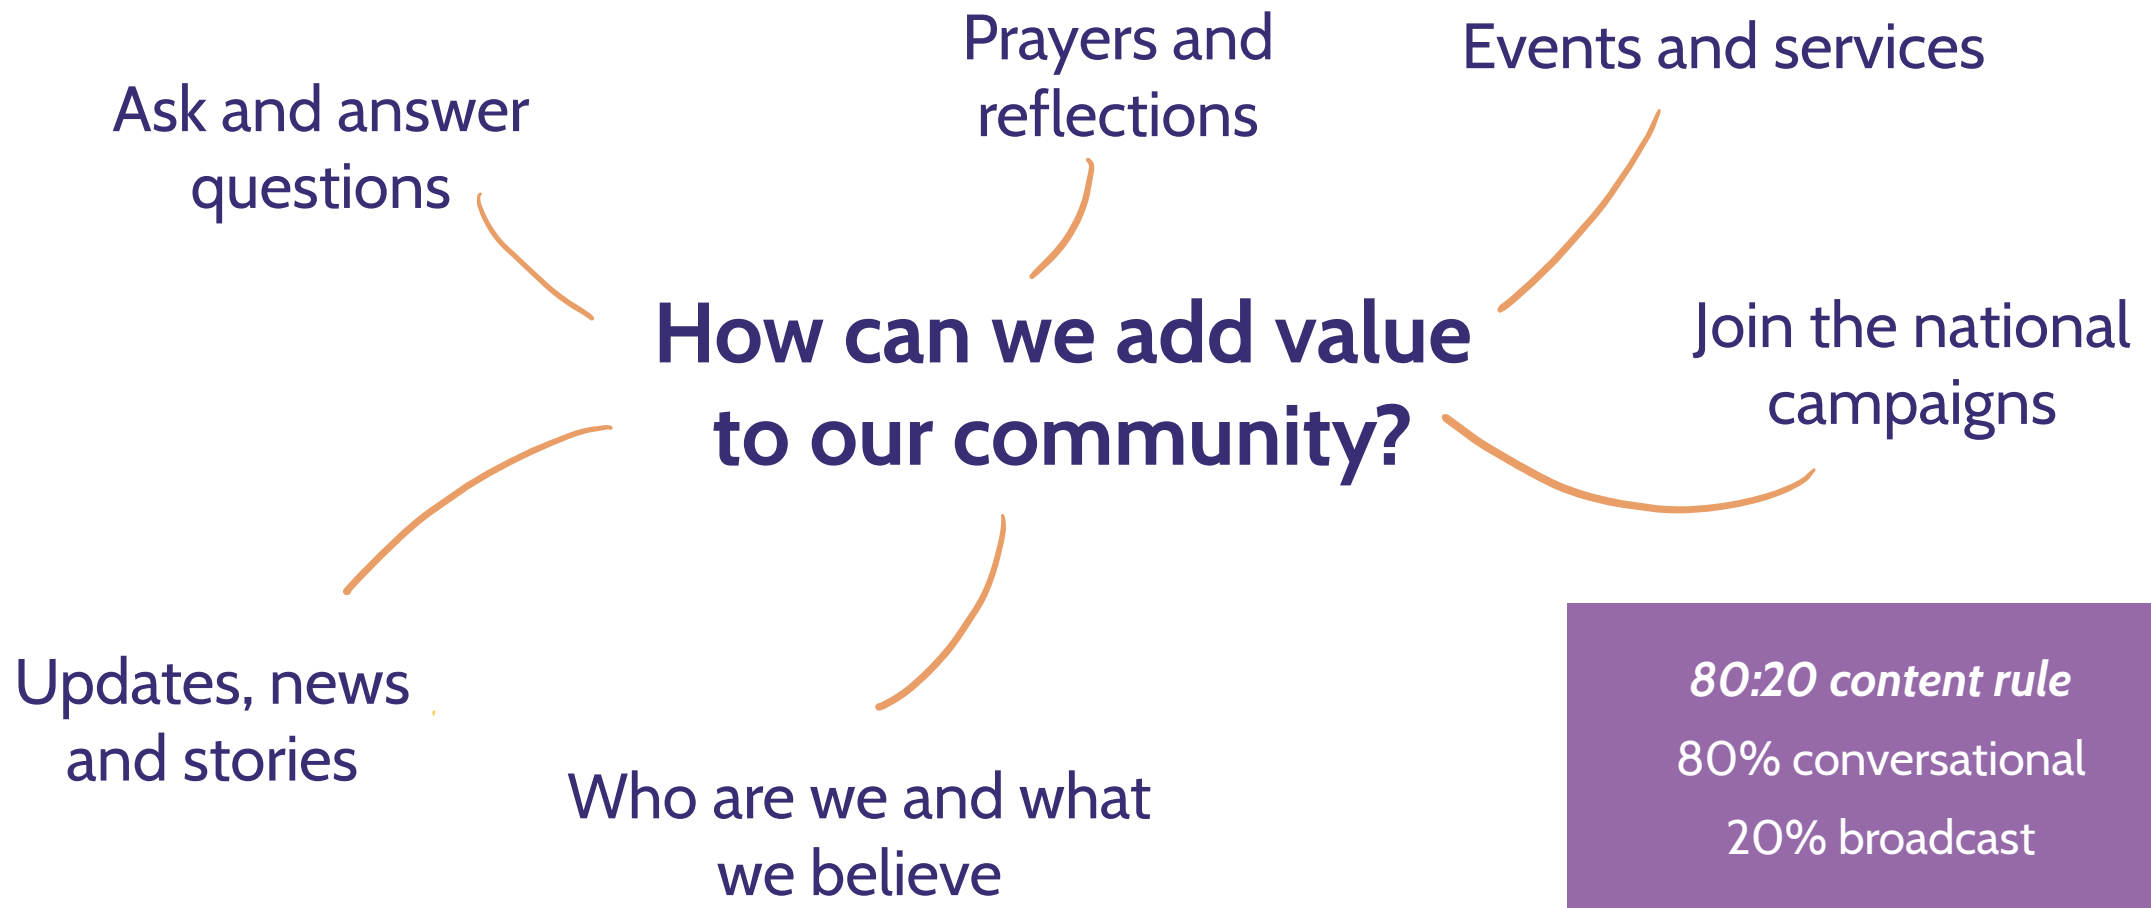 Prayers and
reflections
Events and services
Ask and answer
questions
How can we add value
to our community?
Join the national
campaigns
Updates, news
and stories
Who are we and what
we believe
80:20 content rule
80% conversational
20% broadcast